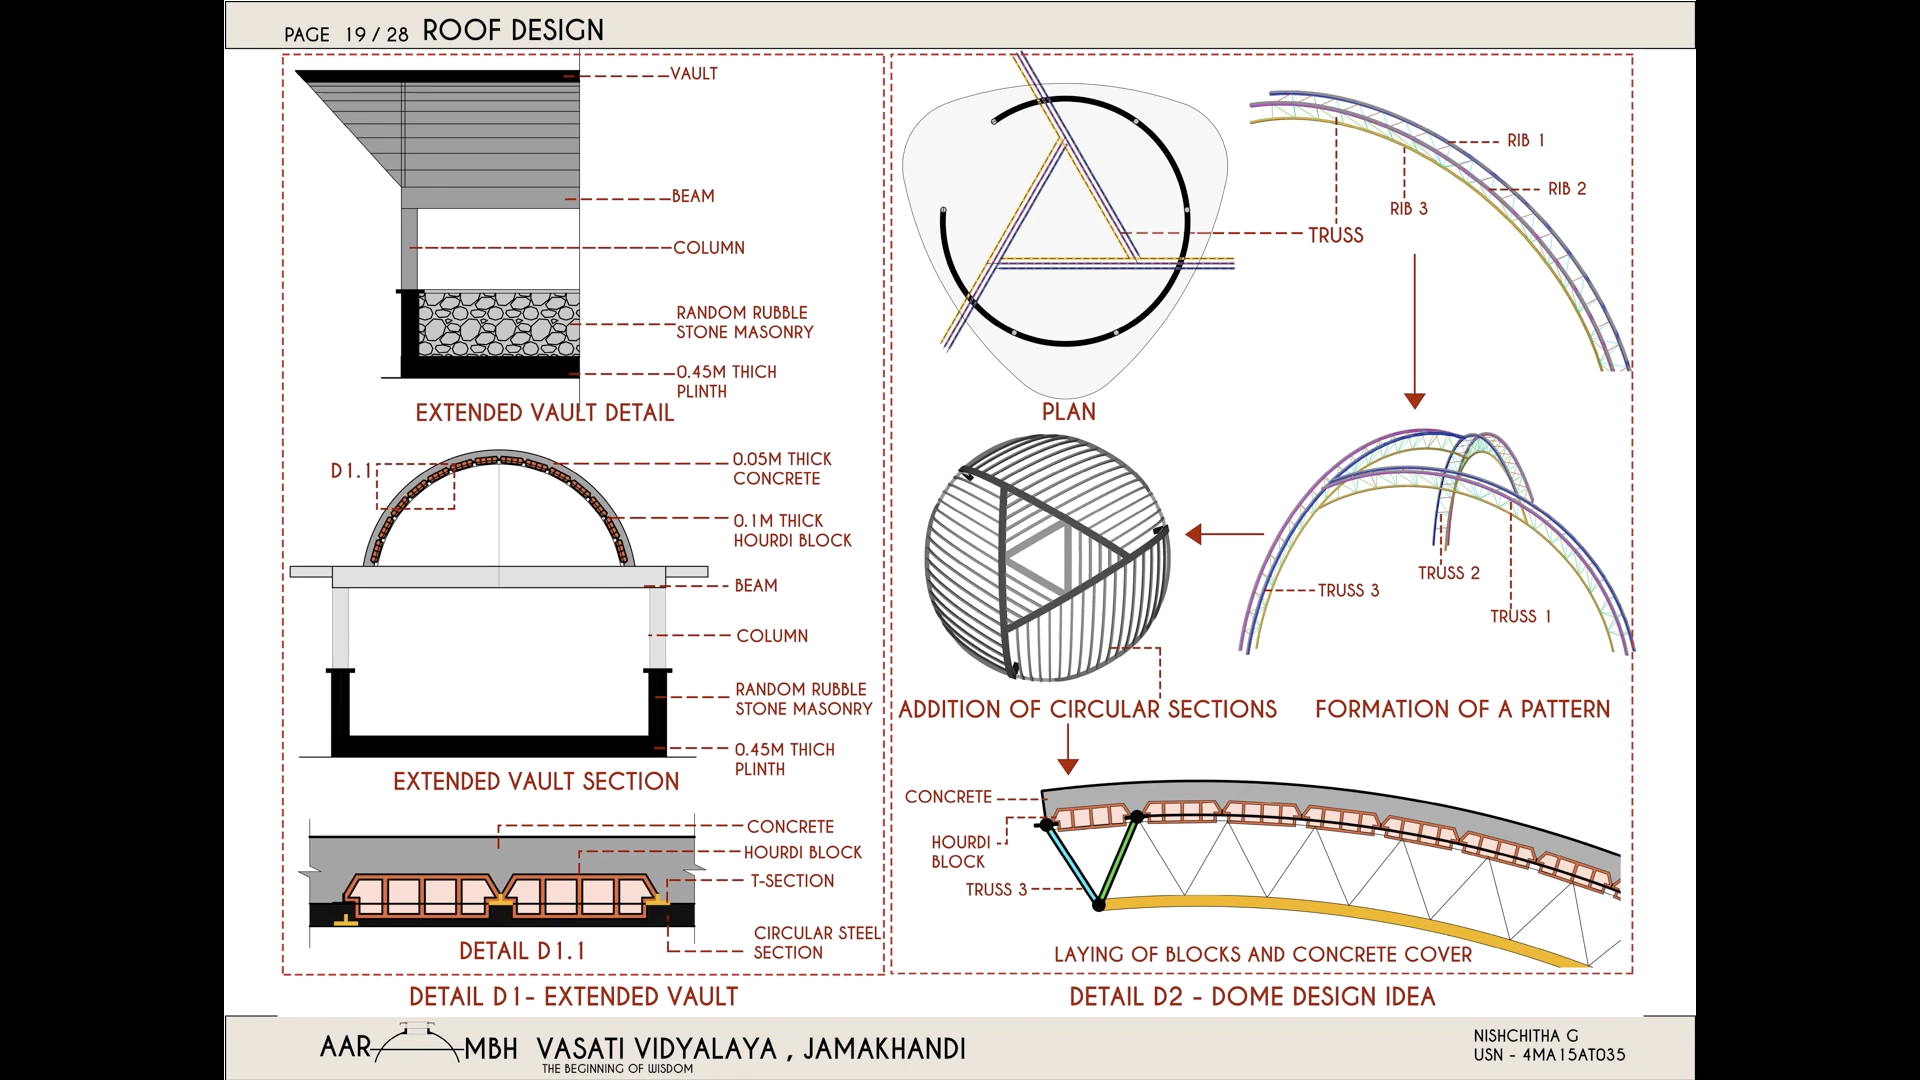 PAGE 19 / 28 ROOF DESIGN
VAULT
BEAM
COLUMN
RANDOM RUBBLE
STONE MASONRY
0.45M THICH
PLINTH
EXTENDED VAULT DETAIL
D1.1
0.05M THICK
CONCRETE
0.1M THICK
HOURDI BLOCK
BEAM
COLUMN
RANDOM RUBBLE
STONE MASONRY
0.45M THICH
PLINTH
EXTENDED VAULT SECTION
CONCRETE
HOURDI BLOCK
T-SECTION
CIRCULAR STEEL
SECTION
DETAIL D1.1
DETAIL D1- EXTENDED VAULT
RIB 1
RIB 2
RIB 3
TRUSS
PLAN
TRUSS 2
TRUSS 3
TRUSS 1
ADDITION OF CIRCULAR SECTIONS
FORMATION OF A PATTERN
CONCRETE
HOURDI
BLOCK
TRUSS 3
LAYING OF BLOCKS AND CONCRETE COVER
DETAIL D2 - DOME DESIGN IDEA
AAR MBH VASATI VIDYALAYA , JAMAKHANDI
THE BEGINNING OF WISDOM
NISHCHITHA G
USN - 4MA15AT035